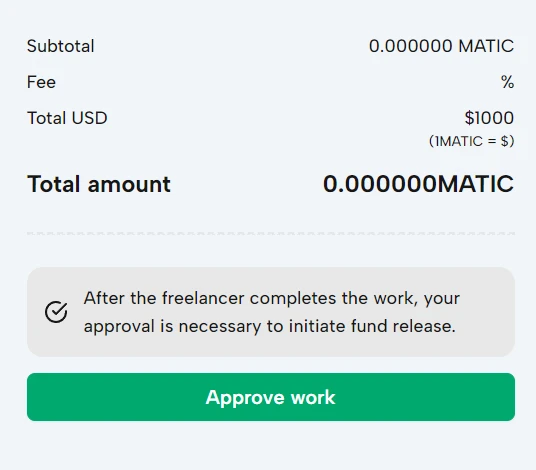 Subtotal 0.000000 MATIC
Fee %
Total USD $1000
(1MATIC = $)
Total amount 0.000000MATIC
After the freelancer completes the work, your
approval is necessary to initiate fund release.
Approve work